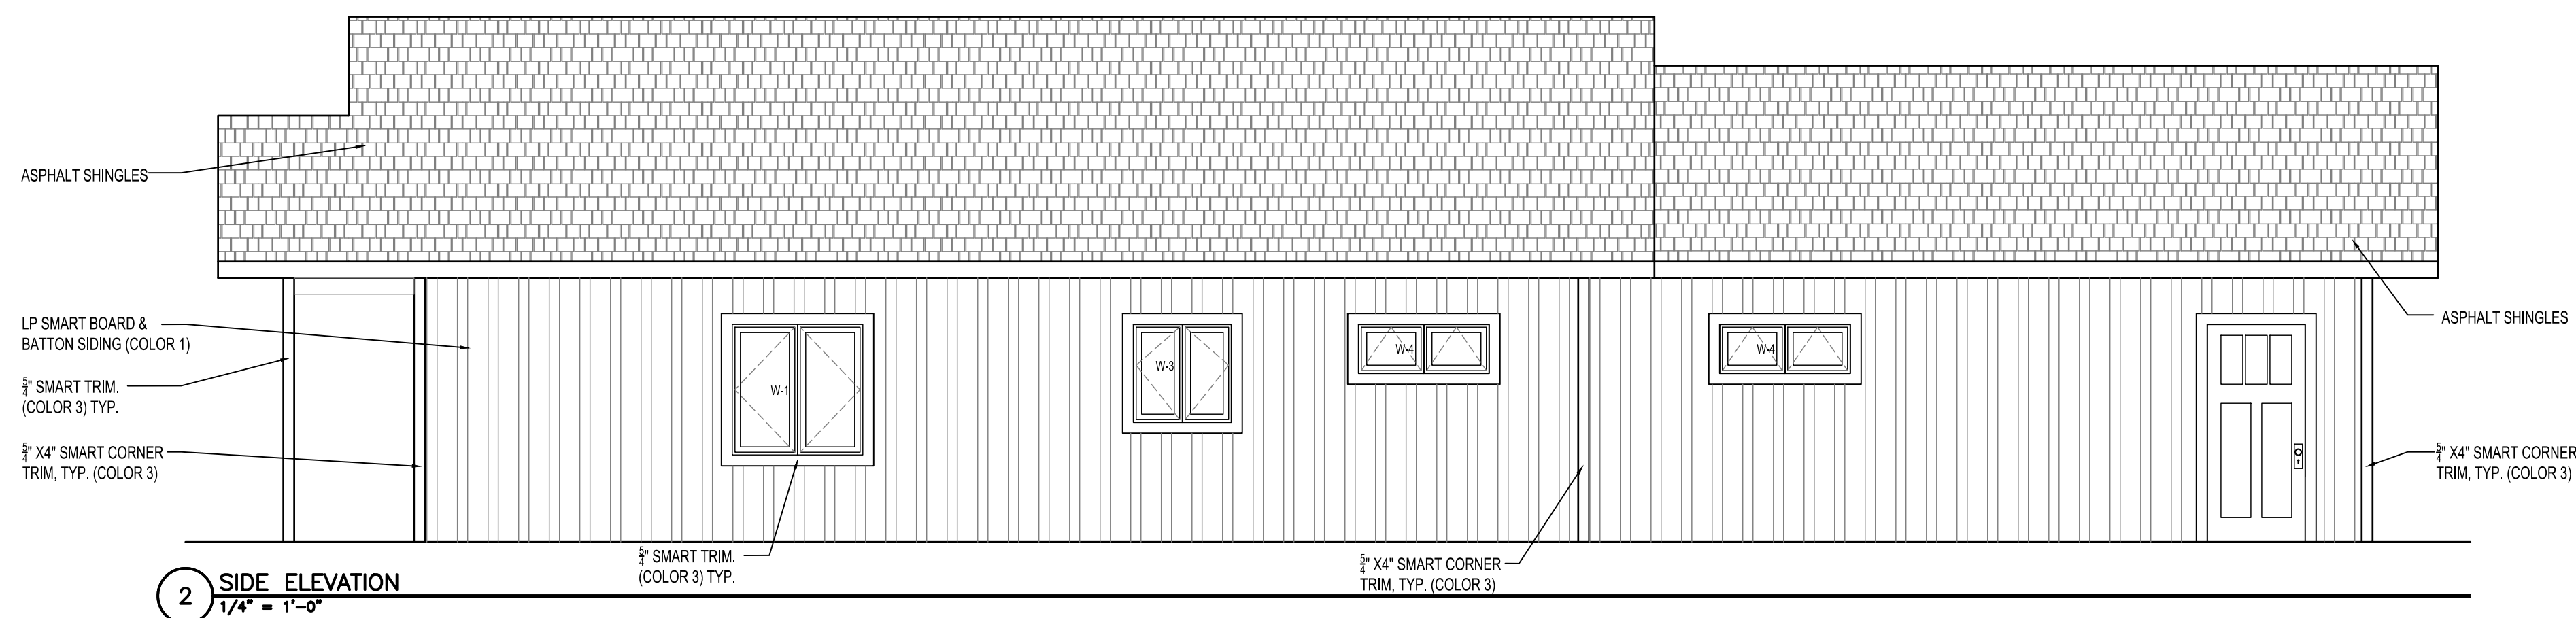 ASPHALT SHINGLES
LP SMART BOARD &
BATTON SIDING (COLOR 1)
5/4" SMART TRIM.
(COLOR 3) TYP.
5/4" X4" SMART CORNER
TRIM, TYP. (COLOR 3)
W-1
W-3
W-4
W-4
ASPHALT SHINGLES
5/4" X4" SMART CORNER
TRIM, TYP. (COLOR 3)
5/4" SMART TRIM.
(COLOR 3) TYP.
5/4" X4" SMART CORNER
TRIM, TYP. (COLOR 3)
2
SIDE ELEVATION
1/4" = 1'-0"